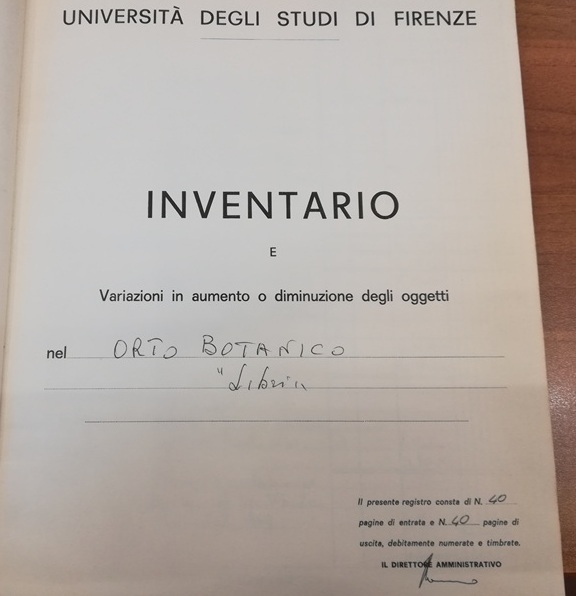 UNIVERSITÀ DEGLI STUDI DI FIRENZE
INVENTARIO
E
Variazioni in aumento o diminuzione degli oggetti
nel ORTO BOTANICO
"Libri"
Il presente registro consta di N. 40
pagine di entrata e N. 40 pagine di
uscita, debitamente numerate e timbrate.
IL DIRETTORE AMMINISTRATIVO